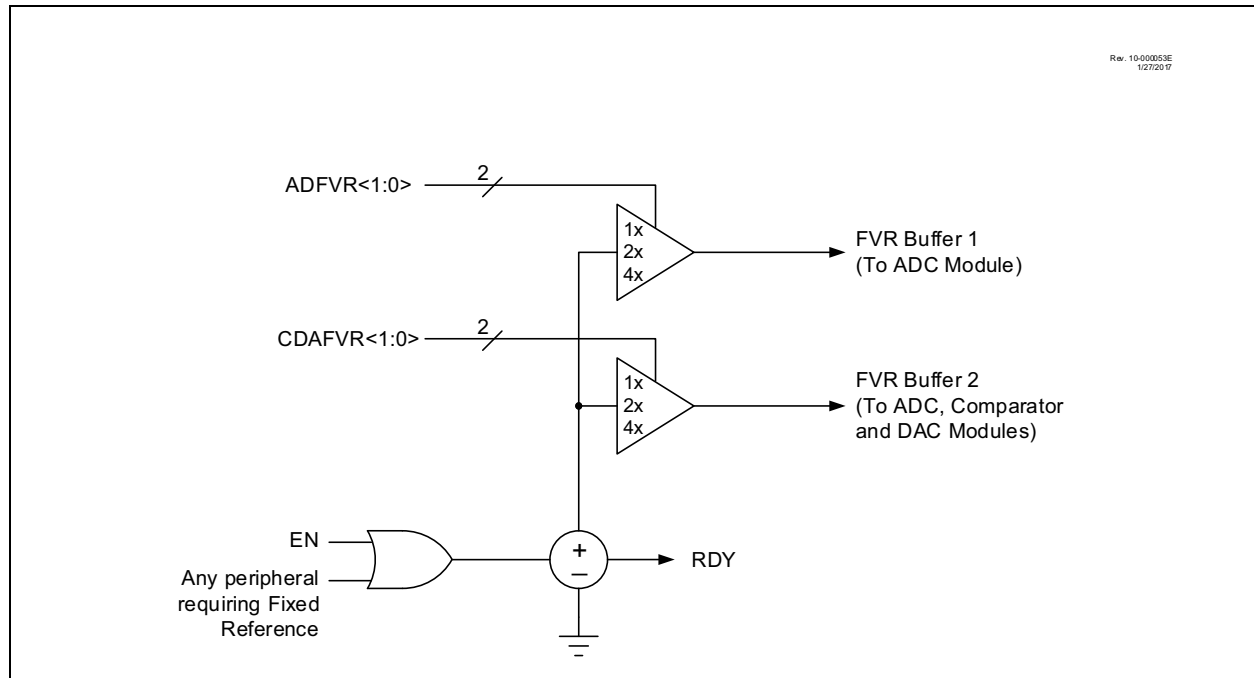 Rev. 10-000053E
1/27/2017
ADFVR<1:0>
2
1x
2x
4x
FVR Buffer 1
(To ADC Module)
CDAFVR<1:0>
2
1x
2x
4x
FVR Buffer 2
(To ADC, Comparator
and DAC Modules)
EN
Any peripheral
requiring Fixed
Reference
+
–
RDY